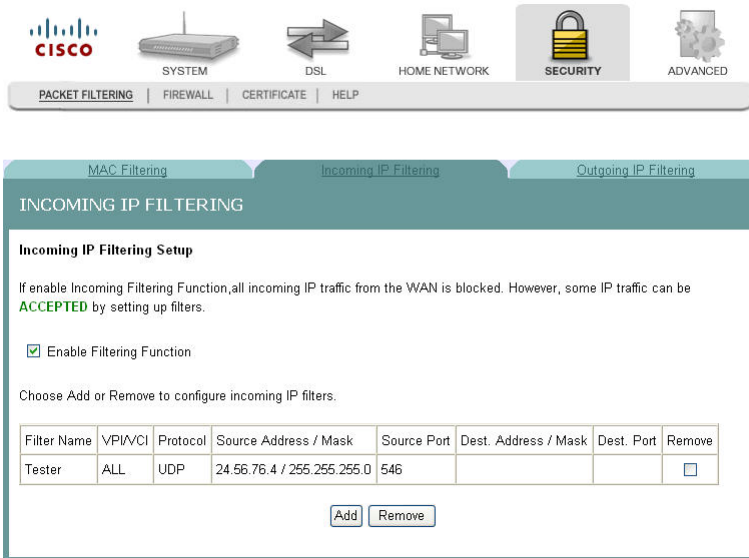 CISCO
SYSTEM DSL HOME NETWORK SECURITY ADVANCED
PACKET FILTERING | FIREWALL | CERTIFICATE | HELP
MAC Filtering Incoming IP Filtering Outgoing IP Filtering
INCOMING IP FILTERING
Incoming IP Filtering Setup
If enable Incoming Filtering Function,all incoming IP traffic from the WAN is blocked. However, some IP traffic can be
ACCEPTED by setting up filters.
Enable Filtering Function
Choose Add or Remove to configure incoming IP filters.
Filter Name VPI/VCI Protocol Source Address / Mask Source Port Dest. Address / Mask Dest. Port Remove
Tester ALL UDP 24.56.76.4 / 255.255.255.0 546
Add Remove